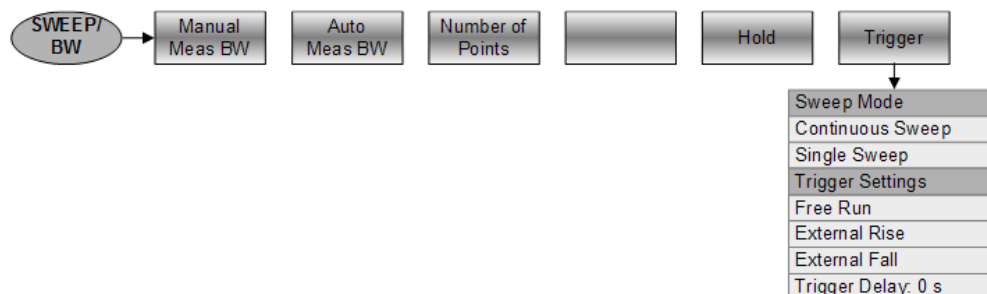 SWEEP/
BW
Manual
Meas BW
Auto
Meas BW
Number of
Points
Hold
Trigger
Sweep Mode
Continuous Sweep
Single Sweep
Trigger Settings
Free Run
External Rise
External Fall
Trigger Delay: 0 s